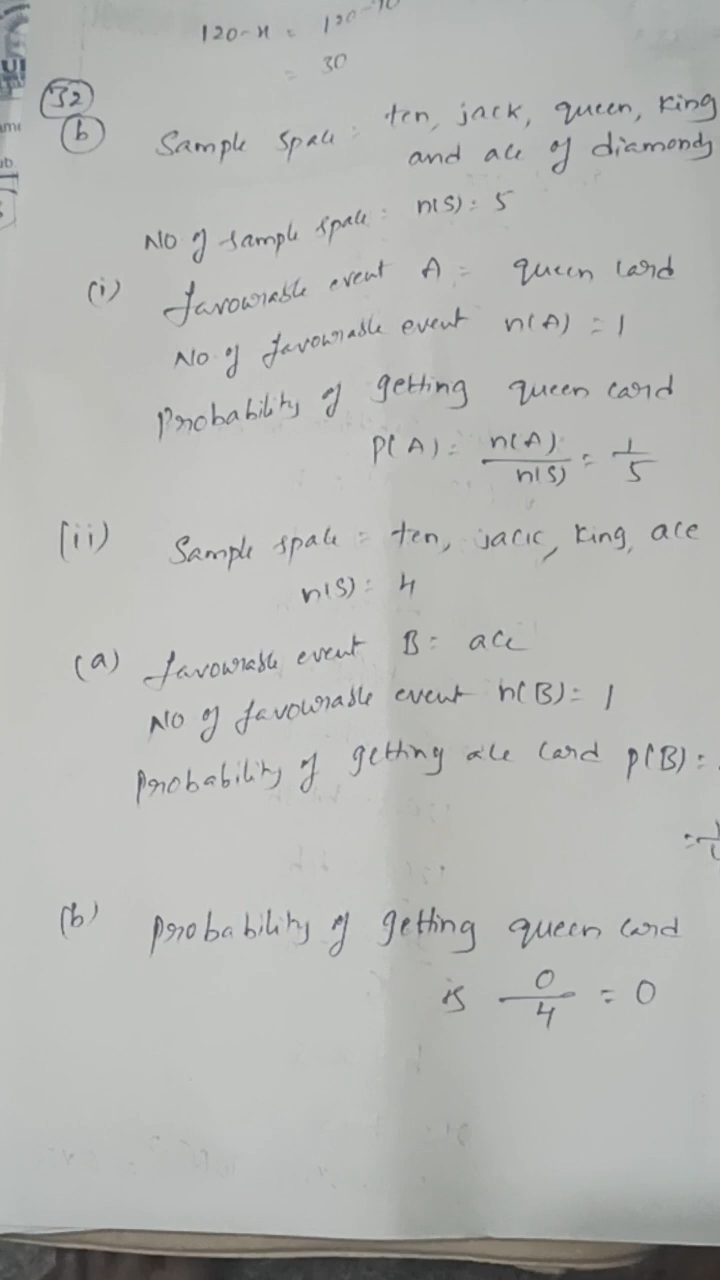 120-x = 120-90
= 30
32
b
Sample space: ten, jack, queen, king
and ace of diamonds
No of sample space = n(S) = 5
(i) favourable event A = queen card
No of favourable event n(A) = 1
Probability of getting queen card
P(A) = n(A)/n(S) = 1/5
(ii) Sample space = ten, jack, king, ace
n(S) = 4
(a) favourable event B = ace
No of favourable event n(B) = 1
probability of getting ace card p(B) =
(b) probability of getting queen card
is 0/4 = 0